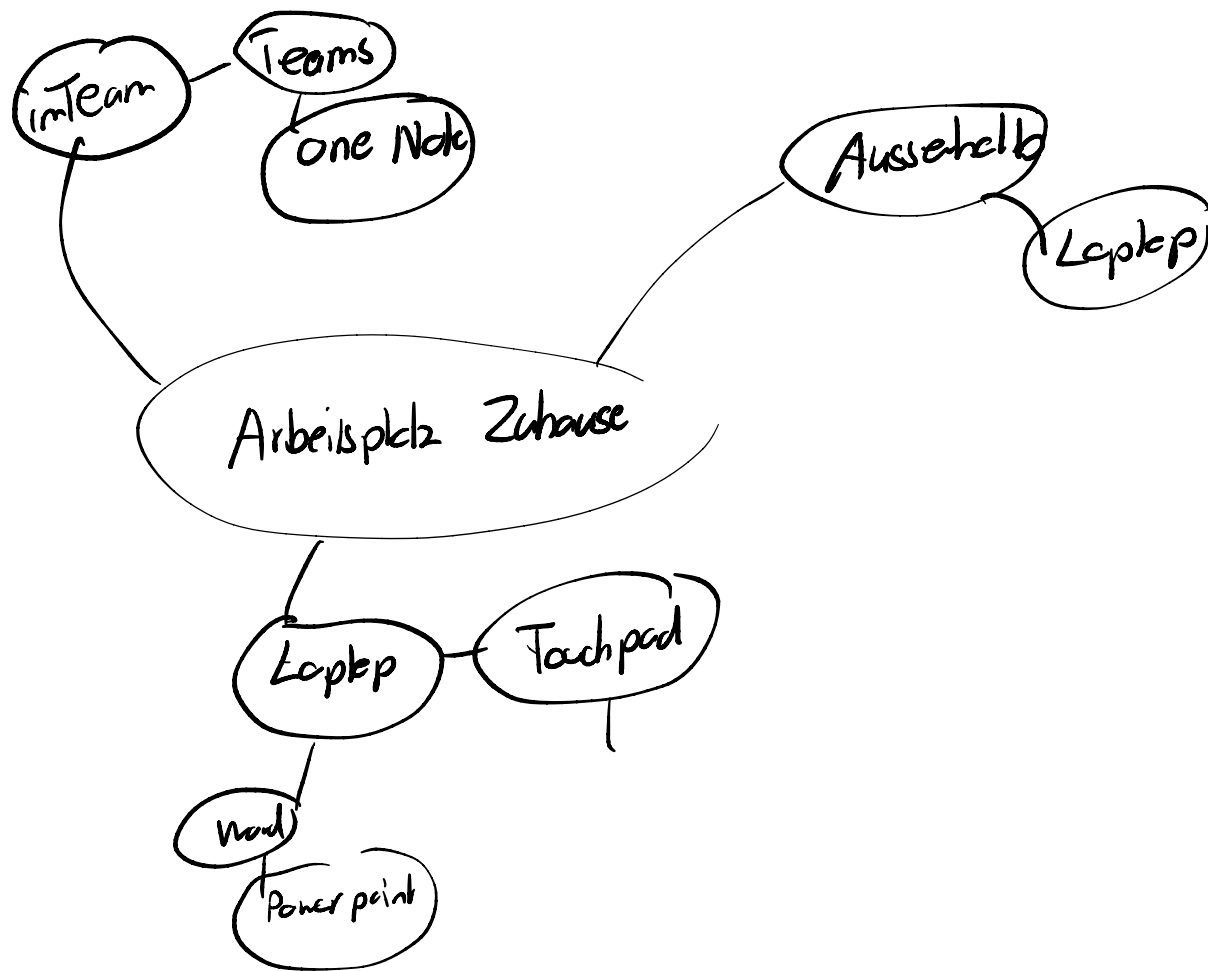 Teams
imTeam
one Note
Ausserhalb
Laptop
Arbeitsplatz Zuhause
Touchpad
Laptop
Word
Powerpoint